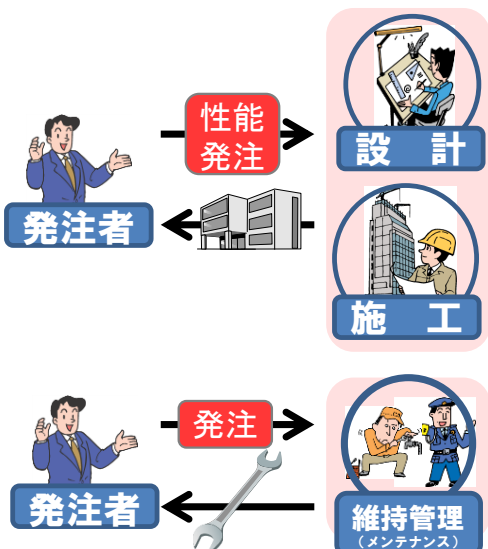 性能
発注
設 計
発注者
施 工
発注
発注者
維持管理
（メンテナンス）